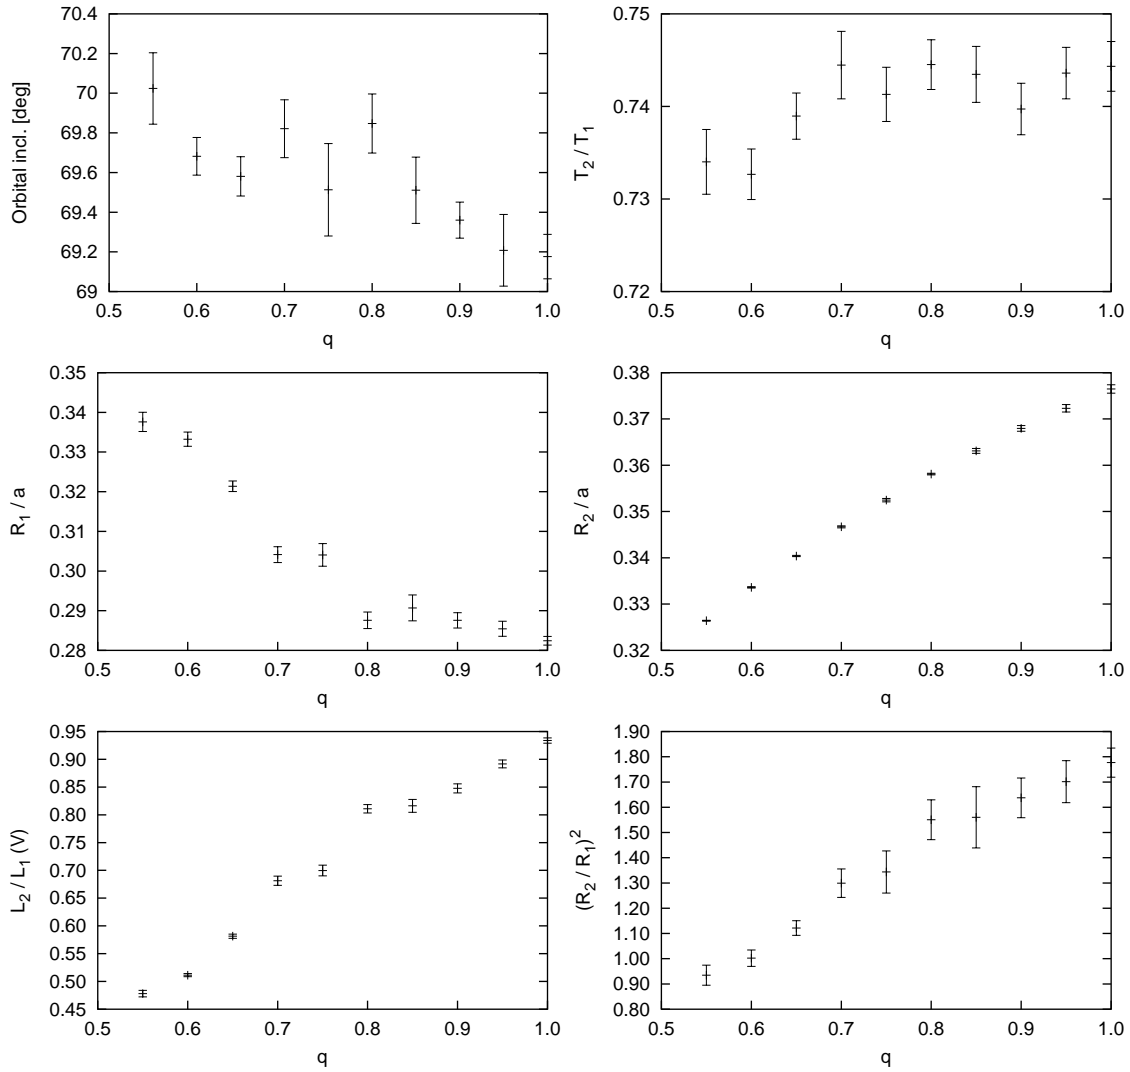 70.4
70.2
70
69.8
69.6
69.4
69.2
69
0.5 0.6 0.7 0.8 0.9 1.0
Orbital incl. [deg]
q
0.75
0.74
0.73
0.72
0.5 0.6 0.7 0.8 0.9 1.0
T2 / T1
q
0.35
0.34
0.33
0.32
0.31
0.30
0.29
0.28
0.5 0.6 0.7 0.8 0.9 1.0
R1 / a
q
0.38
0.37
0.36
0.35
0.34
0.33
0.32
0.5 0.6 0.7 0.8 0.9 1.0
R2 / a
q
0.95
0.90
0.85
0.80
0.70
0.60
0.55
0.50
0.45
0.5 0.6 0.7 0.8 0.9 1.0
L2 / L1 (V)
q
1.90
1.80
1.70
1.60
1.50
1.40
1.30
1.20
1.10
1.00
0.90
0.80
0.5 0.6 0.7 0.8 0.9 1.0
(R2 / R1)2
q